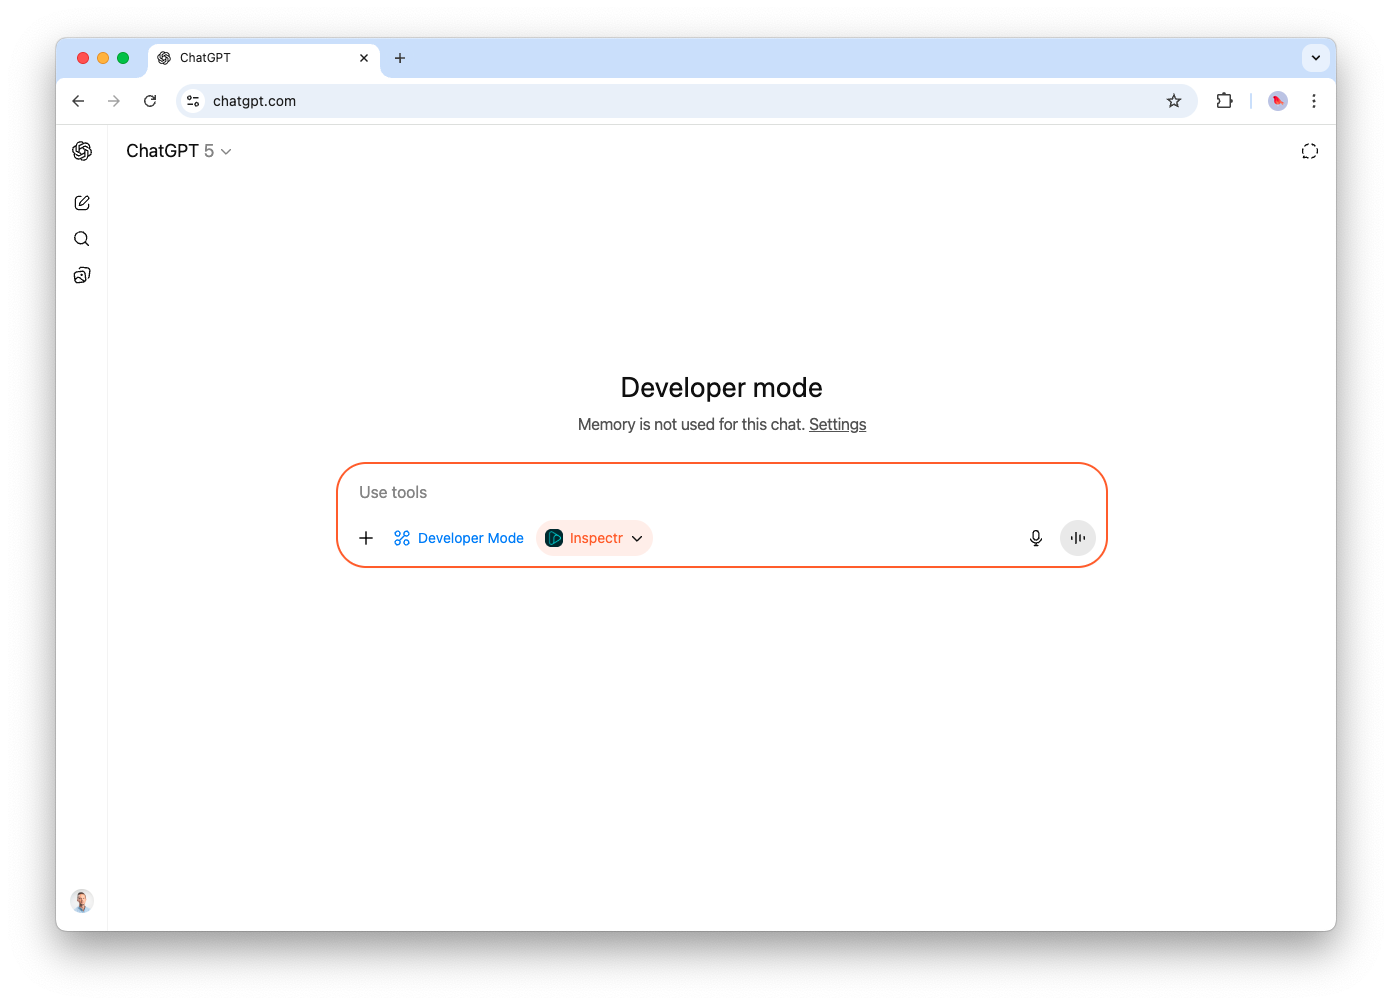 ChatGPT
chatgpt.com
ChatGPT 5
Developer mode
Memory is not used for this chat. Settings
Use tools
Developer Mode Inspectr